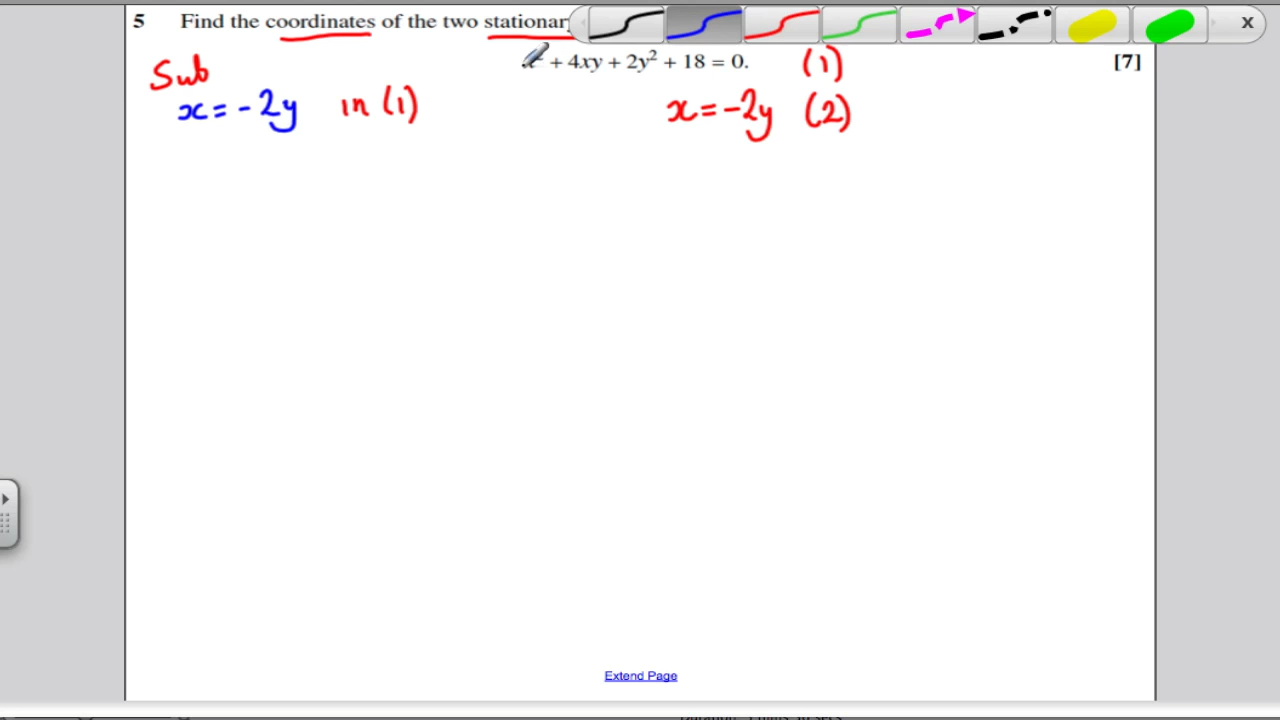 5 Find the coordinates of the two stationary
+ 4xy + 2y² + 18 = 0. (1) [7]
Sub
x = -2y in (1) x = -2y (2)
Extend Page